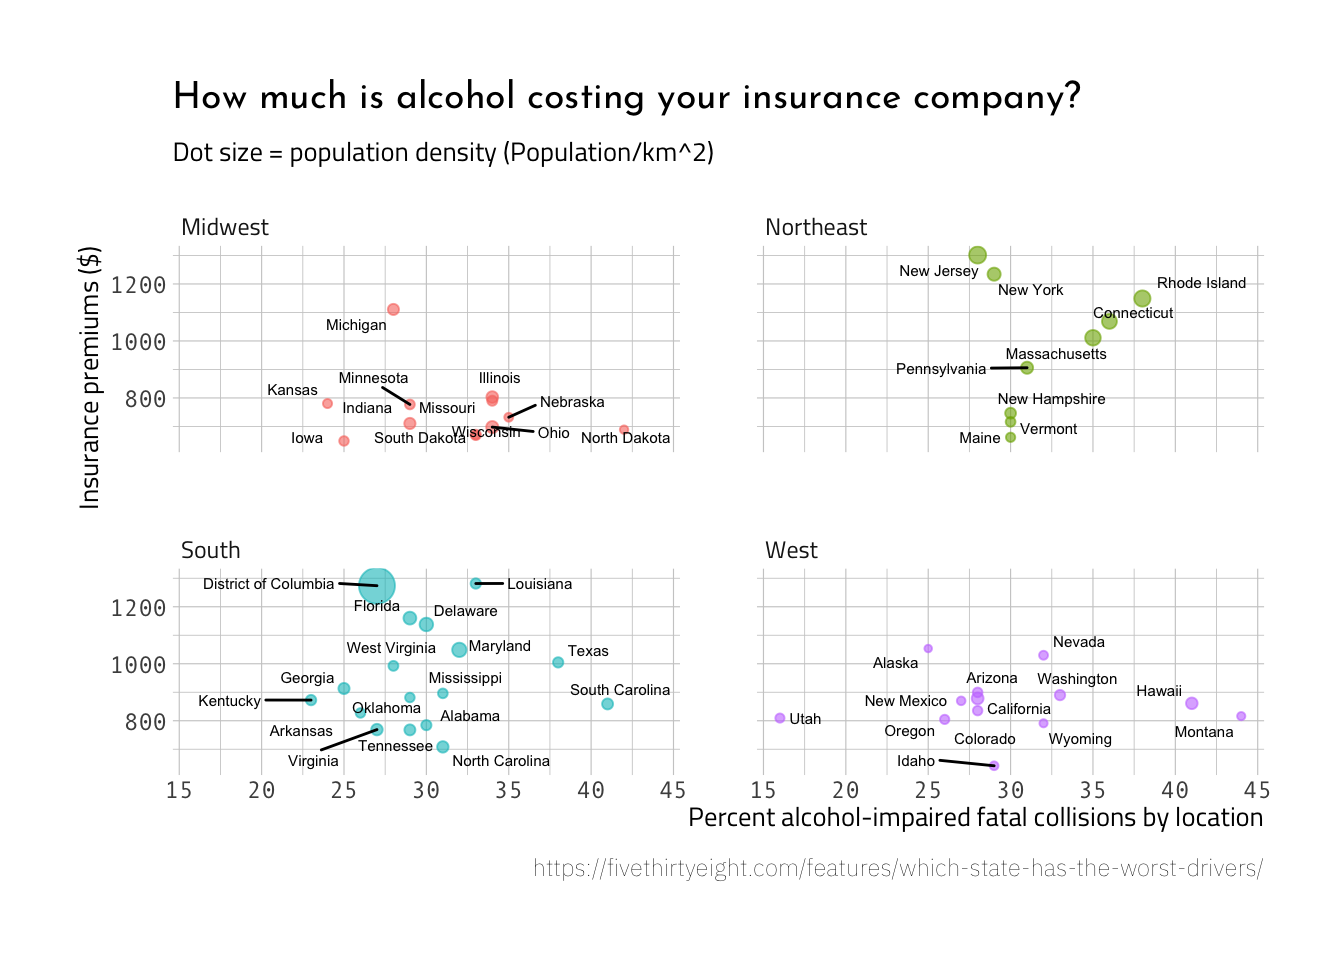 How much is alcohol costing your insurance company?
Dot size = population density (Population/km^2)
Insurance premiums ($)
Midwest
1200
1000
800
Michigan
Minnesota
Illinois
Kansas
Nebraska
Indiana
Missouri
Wisconsin
Ohio
Iowa
South Dakota
North Dakota
Northeast
New Jersey
New York
Rhode Island
Connecticut
Massachusetts
Pennsylvania
New Hampshire
Vermont
Maine
South
1200
1000
800
District of Columbia
Louisiana
Florida
Delaware
West Virginia
Maryland
Texas
Georgia
Mississippi
South Carolina
Kentucky
Oklahoma
Alabama
Arkansas
Tennessee
Virginia
North Carolina
15 20 25 30 35 40 45
West
Nevada
Alaska
Arizona
Washington
Hawaii
New Mexico
California
Utah
Oregon
Colorado
Wyoming
Montana
Idaho
15 20 25 30 35 40 45
Percent alcohol-impaired fatal collisions by location
https://fivethirtyeight.com/features/which-state-has-the-worst-drivers/